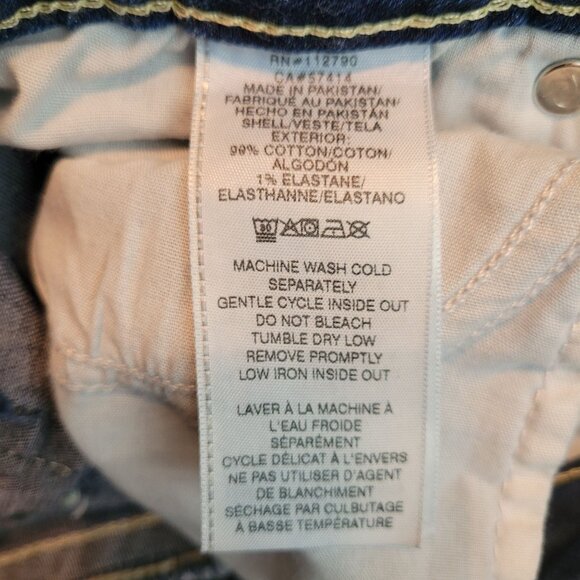 RN#112790
CA#57414
MADE IN PAKISTAN/
FABRIQUÉ AU PAKISTAN/
HECHO EN PAKISTÁN
SHELL/VESTE/TELA
EXTERIOR:
99% COTTON/COTON/
ALGODÓN
1% ELASTANE/
ELASTHANNE/ELASTANO
30
MACHINE WASH COLD
SEPARATELY
GENTLE CYCLE INSIDE OUT
DO NOT BLEACH
TUMBLE DRY LOW
REMOVE PROMPTLY
LOW IRON INSIDE OUT
LAVER À LA MACHINE À
L'EAU FROIDE
SÉPARÉMENT
CYCLE DÉLICAT À L'ENVERS
NE PAS UTILISER D'AGENT
DE BLANCHIMENT
SÉCHAGE PAR CULBUTAGE
À BASSE TEMPÉRATURE